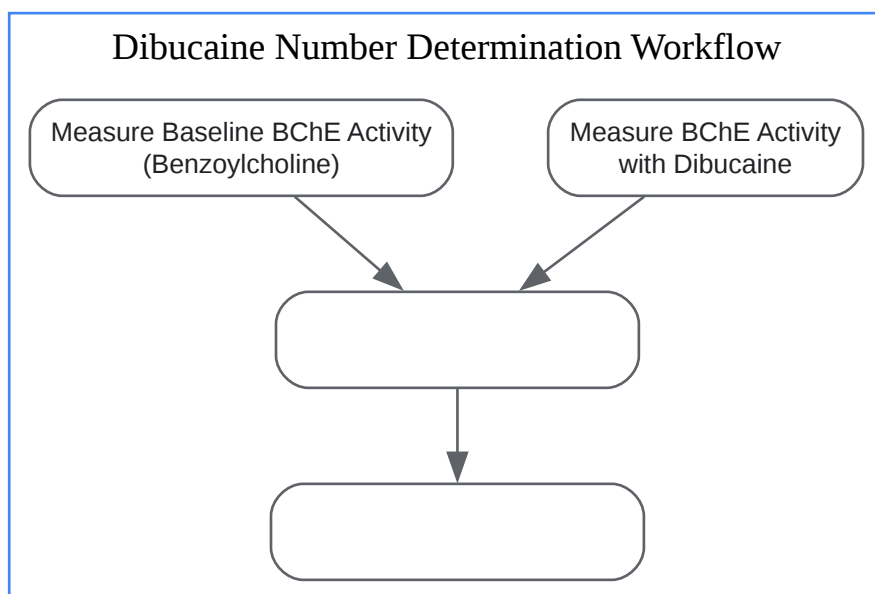 Dibucaine Number Determination Workflow
Measure Baseline BChE Activity
(Benzoylcholine)
Measure BChE Activity
with Dibucaine